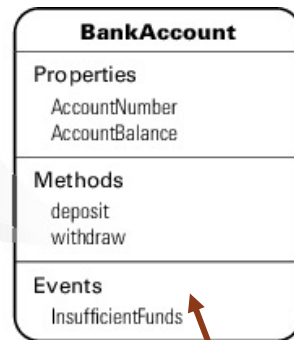 BankAccount
Properties
AccountNumber
AccountBalance
Methods
deposit
withdraw
Events
InsufficientFunds